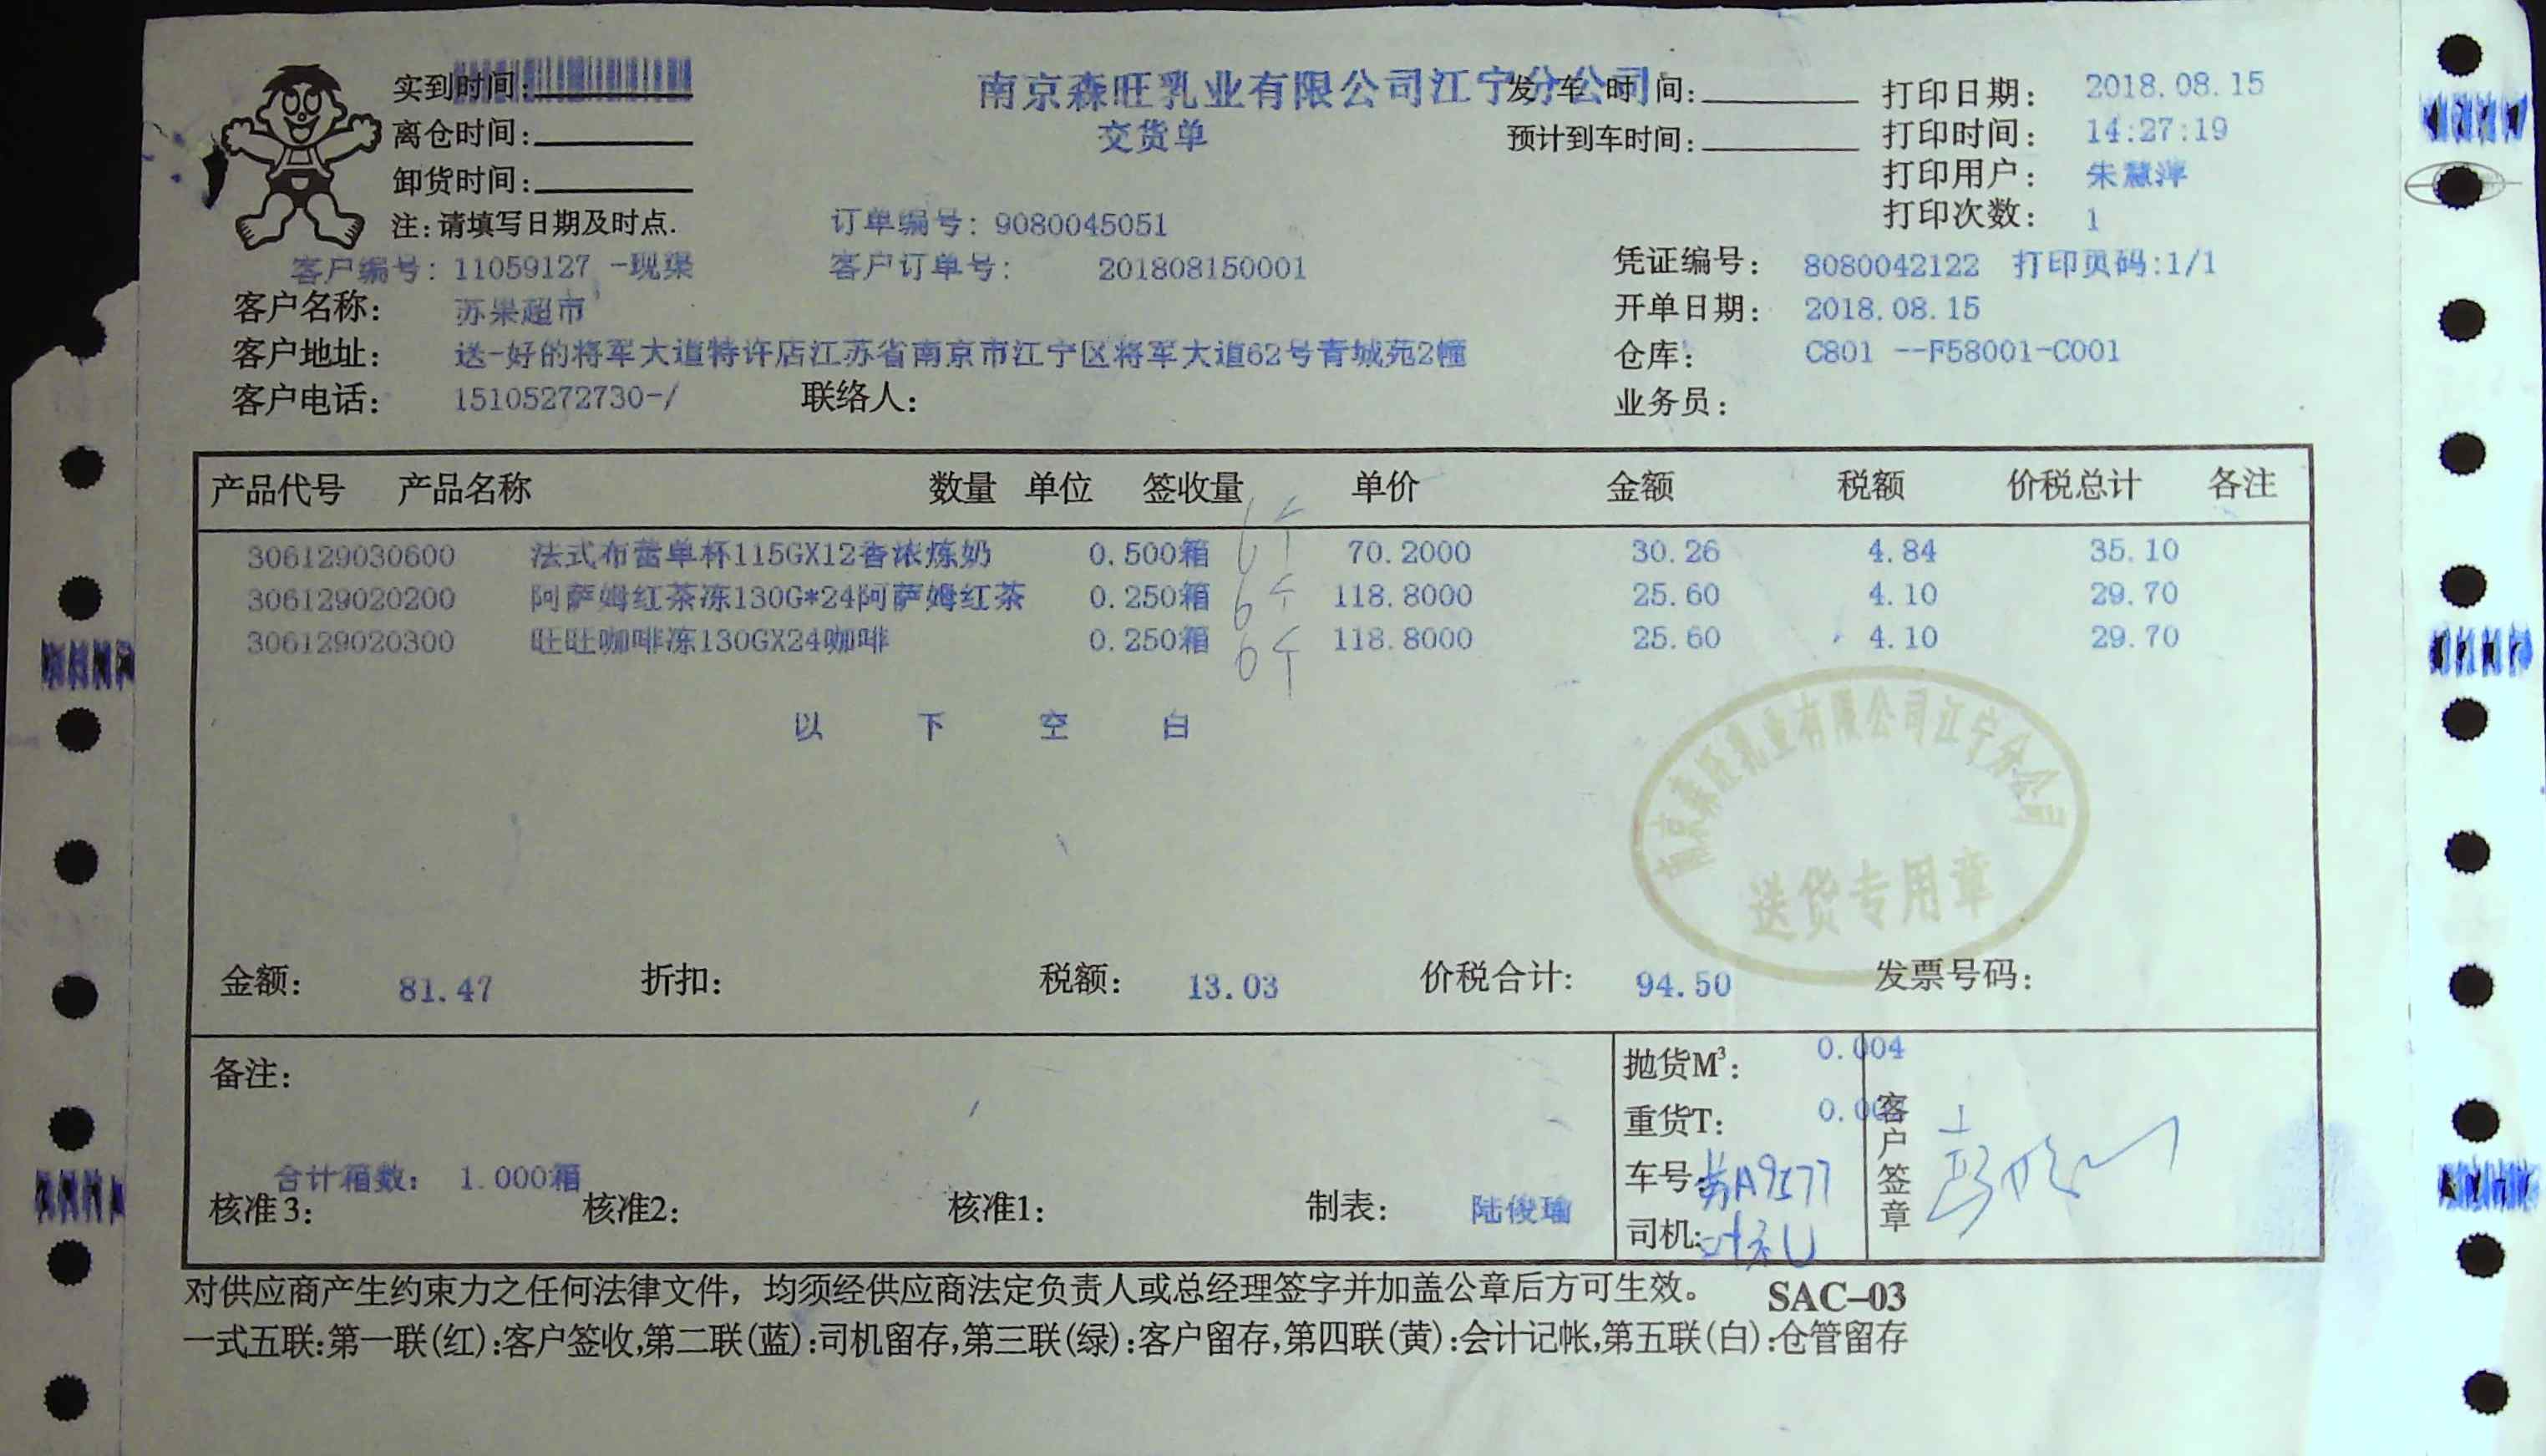 实到时间:
南京森旺乳业有限公司江宁分公司
发车时间:
打印日期: 2018.08.15
离仓时间:
交货单
预计到车时间:
打印时间: 14:27:19
卸货时间:
打印用户: 朱慧萍
注:请填写日期及时点.
订单编号: 9080045051
打印次数: 1
客户编号: 11059127 -现渠
客户订单号: 201808150001
凭证编号: 8080042122 打印页码:1/1
客户名称: 苏果超市
开单日期: 2018.08.15
客户地址: 送-好的将军大道特许店江苏省南京市江宁区将军大道62号青城苑2幢
仓库: C801 --F58001-C001
客户电话: 15105272730-/ 联络人:
业务员:
产品代号 产品名称 数量 单位 签收量 单价 金额 税额 价税总计 各注
306129030600 法式布蕾单杯115GX12香浓炼奶 0.500箱 6个 70.2000 30.26 4.84 35.10
306129020200 阿萨姆红茶冻130G*24阿萨姆红茶 0.250箱 6个 118.8000 25.60 4.10 29.70
306129020300 旺旺咖啡冻130GX24咖啡 0.250箱 6个 118.8000 25.60 4.10 29.70
以下空白
南京森旺乳业有限公司江宁分公司
送货专用章
金额: 81.47 折扣: 税额: 13.03 价税合计: 94.50 发票号码:
备注:
抛货M³: 0.004
重货T:
客户签章
合计箱数: 1.000箱
车号: 苏A9577
核准3: 核准2: 核准1: 制表: 陆俊瑜
司机:
对供应商产生约束力之任何法律文件，均须经供应商法定负责人或总经理签字并加盖公章后方可生效。 SAC-03
一式五联:第一联(红):客户签收,第二联(蓝):司机留存,第三联(绿):客户留存,第四联(黄):会计记帐,第五联(白):仓管留存